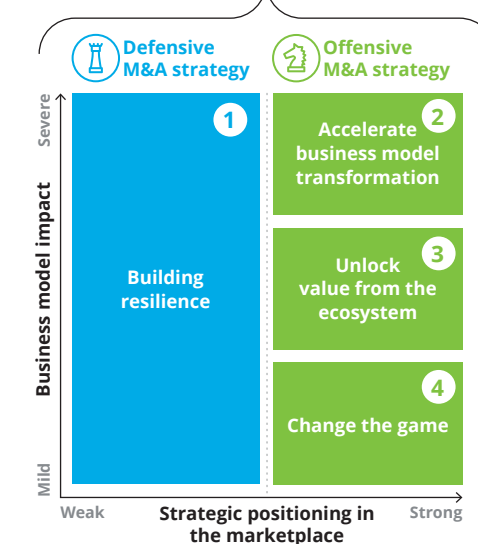 Defensive
M&A strategy
Offensive
M&A strategy
Severe
Business model impact
Mild
1
Building
resilience
2
Accelerate
business model
transformation
3
Unlock
value from the
ecosystem
4
Change the game
Weak
Strategic positioning in
the marketplace
Strong